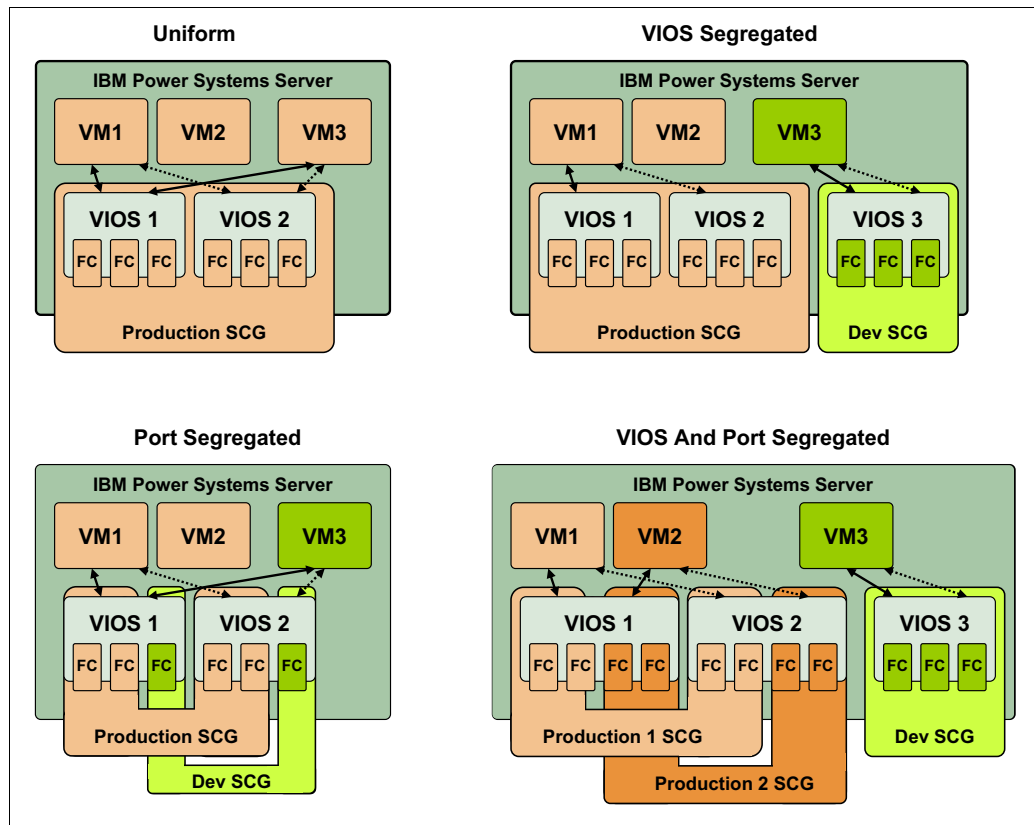 Uniform
IBM Power Systems Server
VM1 VM2 VM3
VIOS 1 VIOS 2
FC FC FC FC FC FC
Production SCG
VIOS Segregated
IBM Power Systems Server
VM1 VM2 VM3
VIOS 1 VIOS 2 VIOS 3
FC FC FC FC FC FC FC FC FC
Production SCG Dev SCG
Port Segregated
IBM Power Systems Server
VM1 VM2 VM3
VIOS 1 VIOS 2
FC FC FC FC FC FC
Production SCG
Dev SCG
VIOS And Port Segregated
IBM Power Systems Server
VM1 VM2 VM3
VIOS 1 VIOS 2 VIOS 3
FC FC FC FC FC FC FC FC FC FC FC
Production 1 SCG Dev SCG
Production 2 SCG